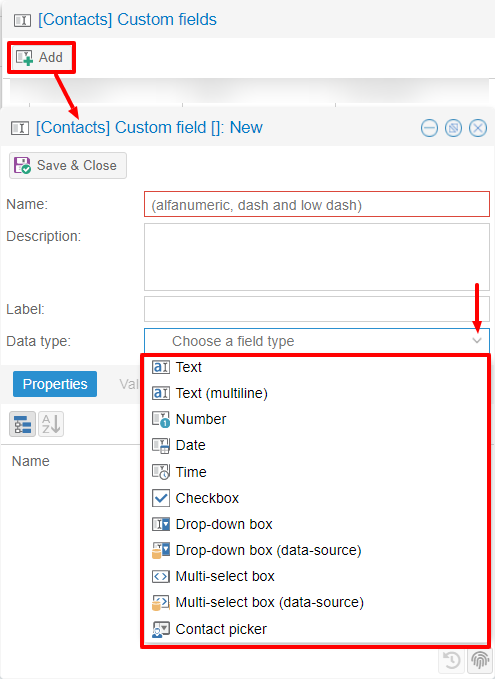 [Contacts] Custom fields
Add
[Contacts] Custom field []: New
Save & Close
Name:
(alfanumeric, dash and low dash)
Description:
Label:
Data type:
Choose a field type
Properties
Val
Name
Text
Text (multiline)
Number
Date
Time
Checkbox
Drop-down box
Drop-down box (data-source)
Multi-select box
Multi-select box (data-source)
Contact picker